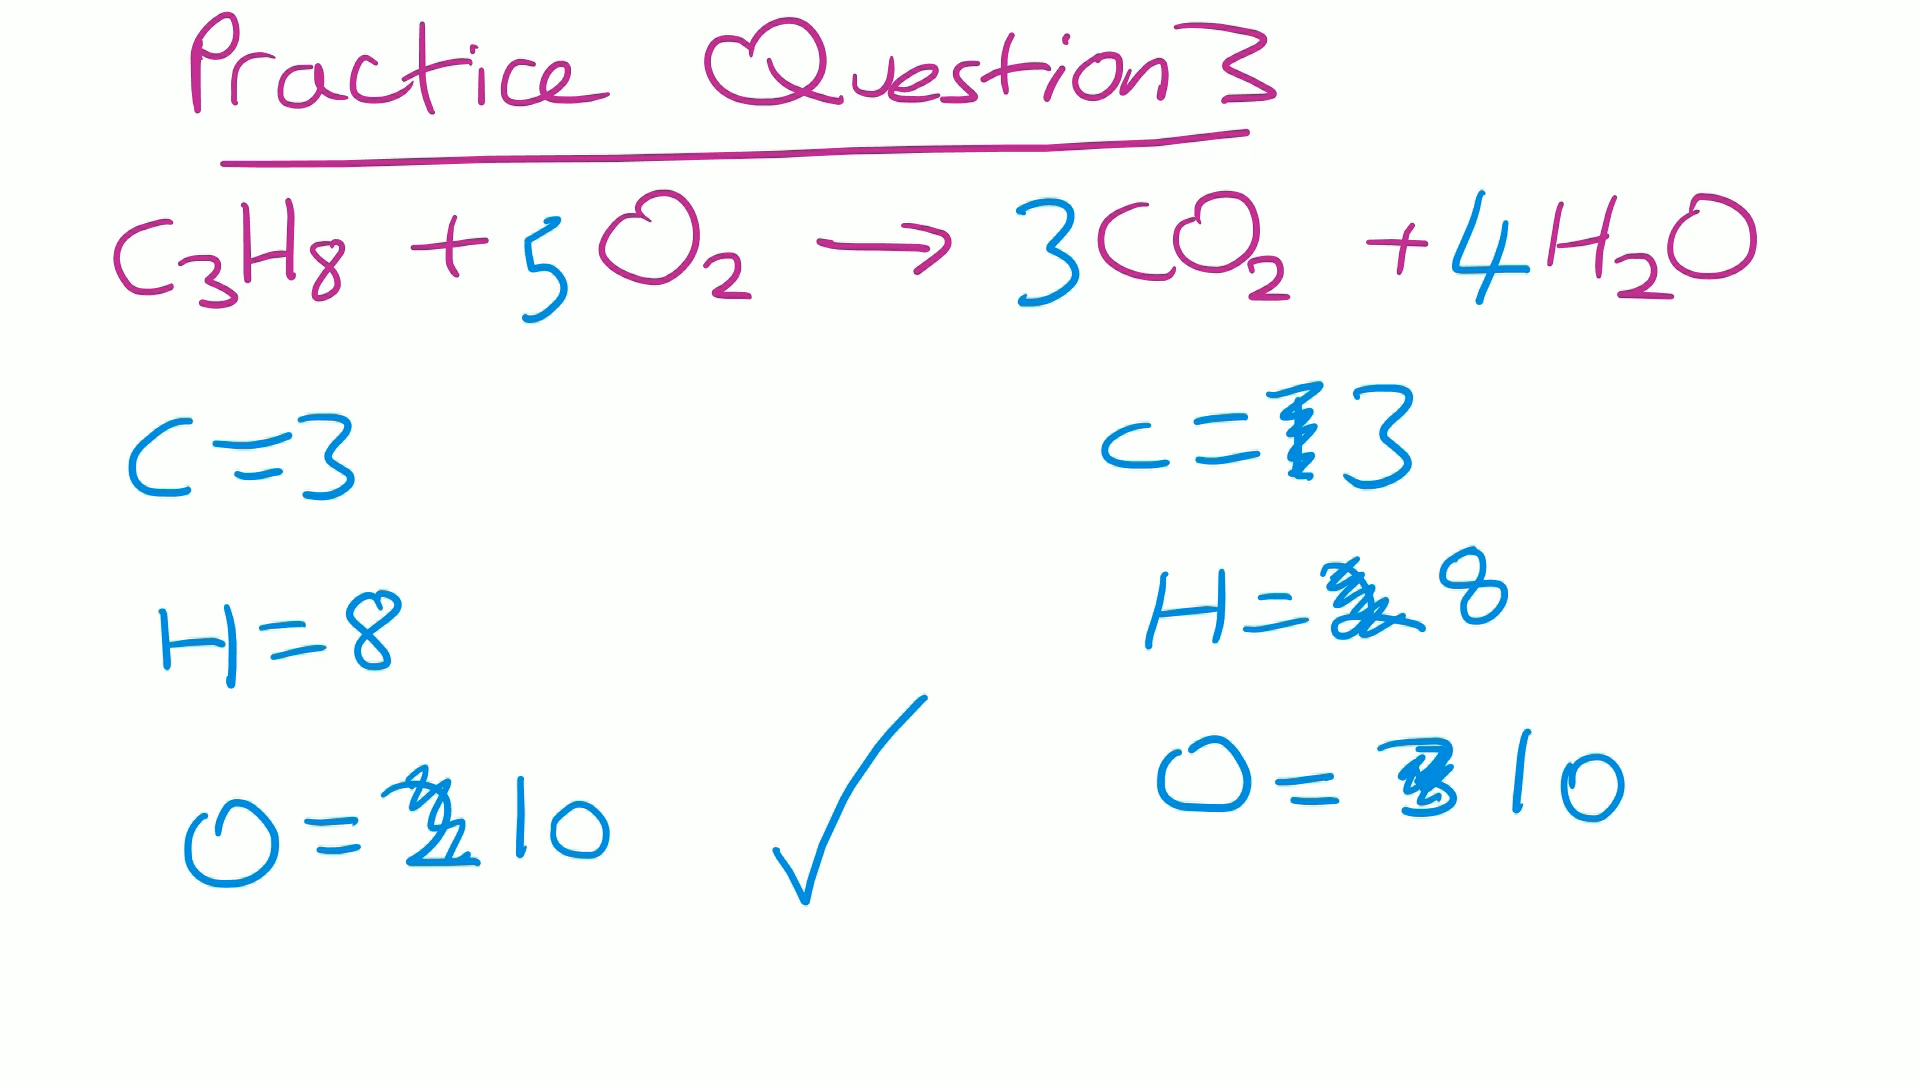 Practice Question 3
C₃H₈ + 5O₂ → 3CO₂ + 4H₂O
C=3
C=3
H=8
H=8
O=10
O=10